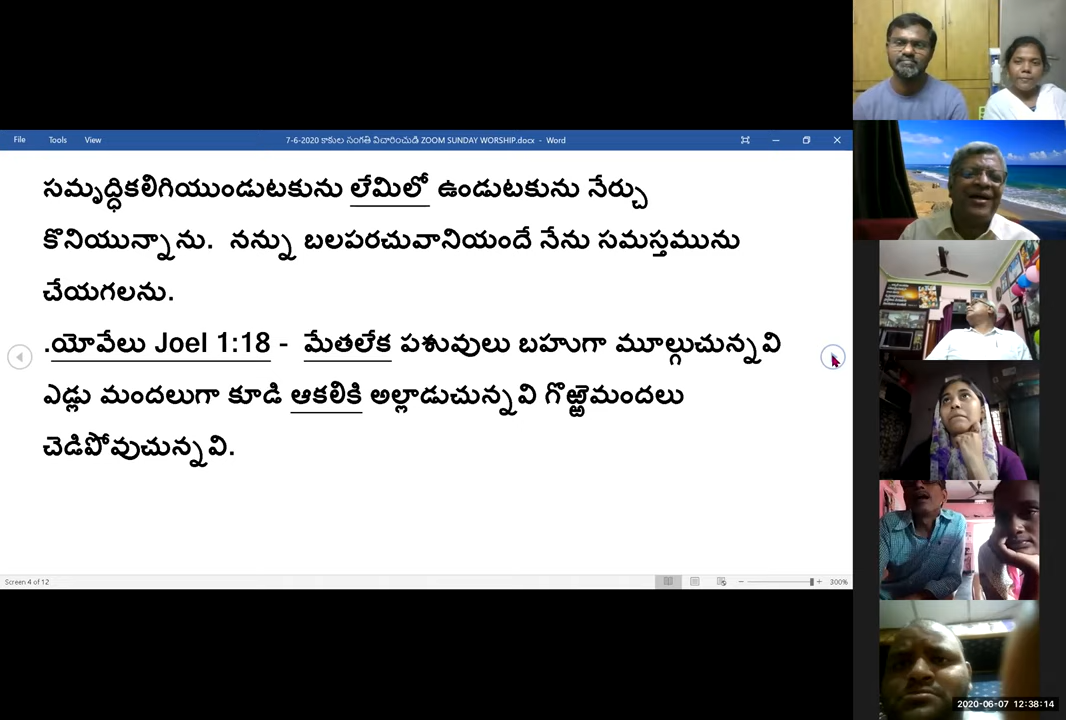 File Tools View 7-6-2020 కాకుల సంగతి విచారించుడి ZOOM SUNDAY WORSHIP.docx - Word
సమృద్ధికలిగియుండుటకును లేమిలో ఉండుటకును నేర్చు
కొనియున్నాను. నన్ను బలపరచువానియందే నేను సమస్తమును
చేయగలను.
.యోవేలు Joel 1:18 - మేతలేక పశువులు బహుగా మూల్గుచున్నవి
ఎడ్లు మందలుగా కూడి ఆకలికి అల్లాడుచున్నవి గొఱ్ఱెమందలు
చెడిపోవుచున్నవి.
Screen 4 of 12 300%
2020-06-07 12:38:14